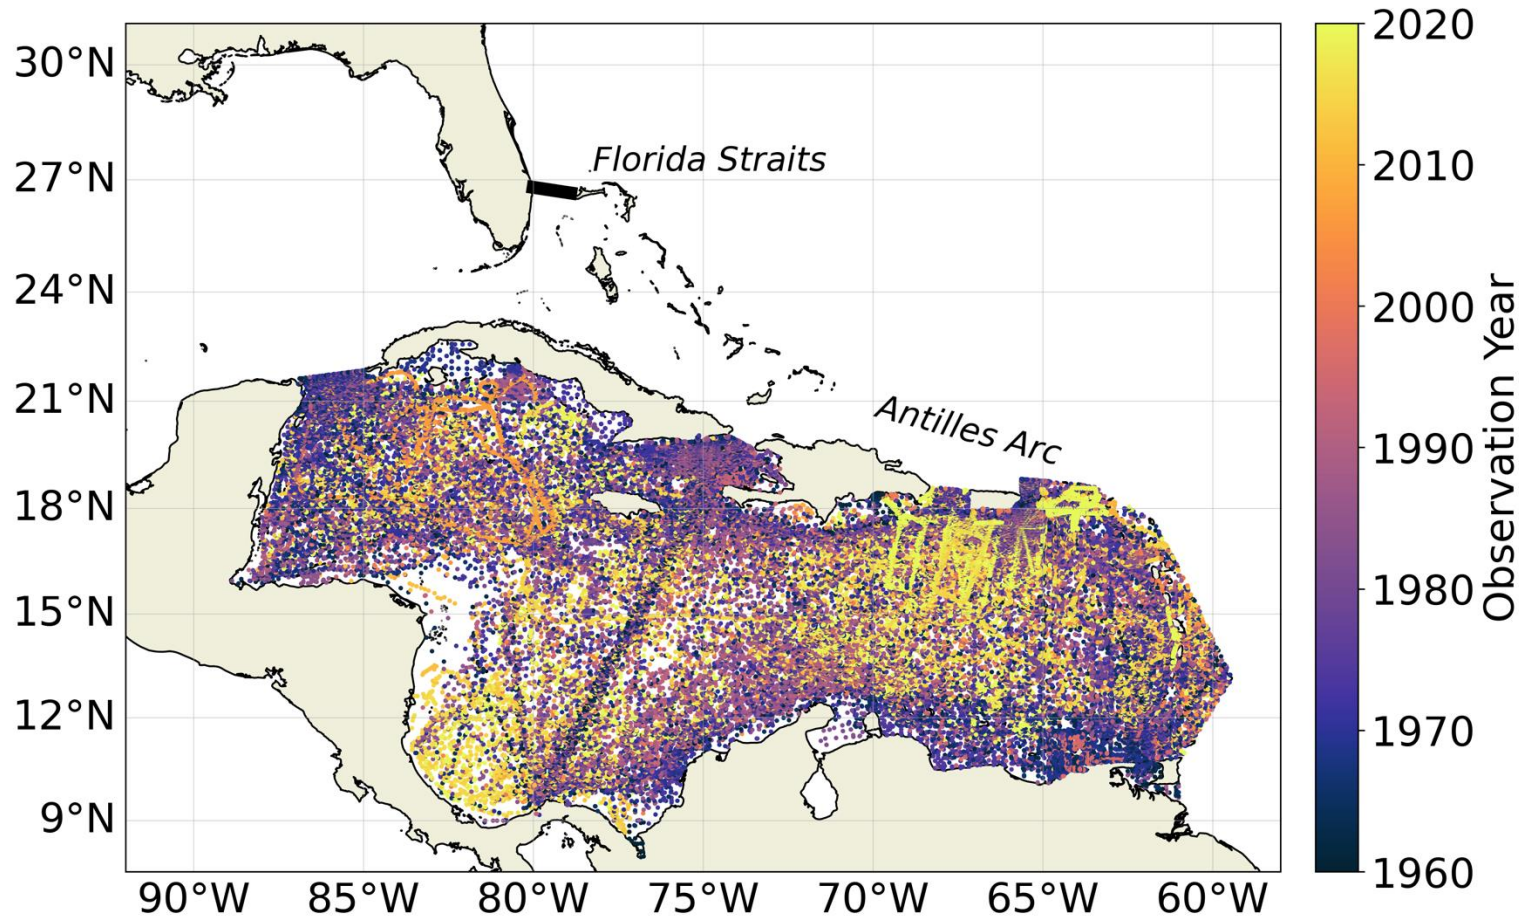 30°N
27°N
24°N
21°N
18°N
15°N
12°N
9°N
90°W
85°W
80°W
75°W
70°W
65°W
60°W
Florida Straits
Antilles Arc
2020
2010
2000
1990
1980
1970
1960
Observation Year